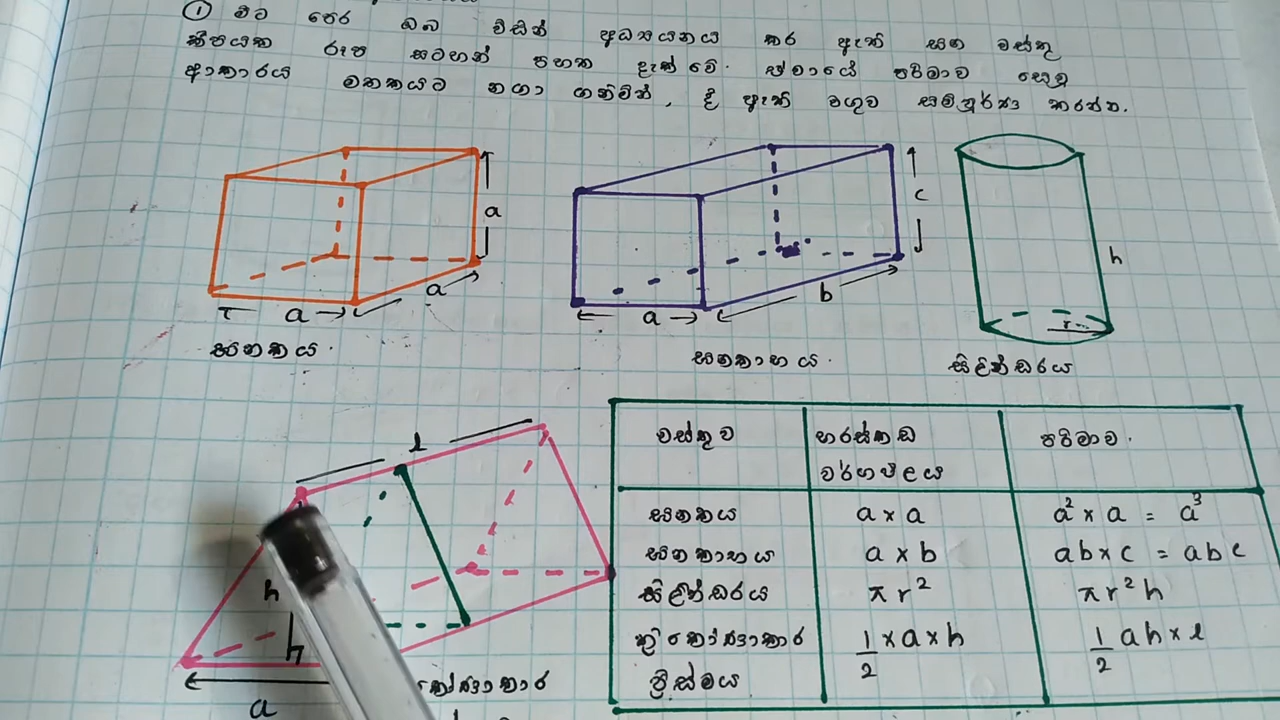 ① මීට පෙර ඔබ විසින් අධ්‍යයනය කර ඇති ඝන වස්තු
කීපයක රූප සටහන් පහත දැක්වේ. ඒවායේ පරිමාව සෙවූ
ආකාරය මතකයට නගා ගනිමින්, දී ඇති වගුව සම්පූර්ණ කරන්න.
a
a
a
ඝනකය.
c
b
a
ඝනකාභය.
h
r
සිලින්ඩරය
l
h
a
කෝණාකාර
වස්තුව හරස්කඩ වර්ගඵලය පරිමාව.
ඝනකය a x a a² x a = a³
ඝනකාභය a x b ab x c = abc
සිලින්ඩරය πr² πr²h
ත්‍රිකෝණාකාර ප්‍රිස්මය 1/2 x a x h 1/2 ah x l